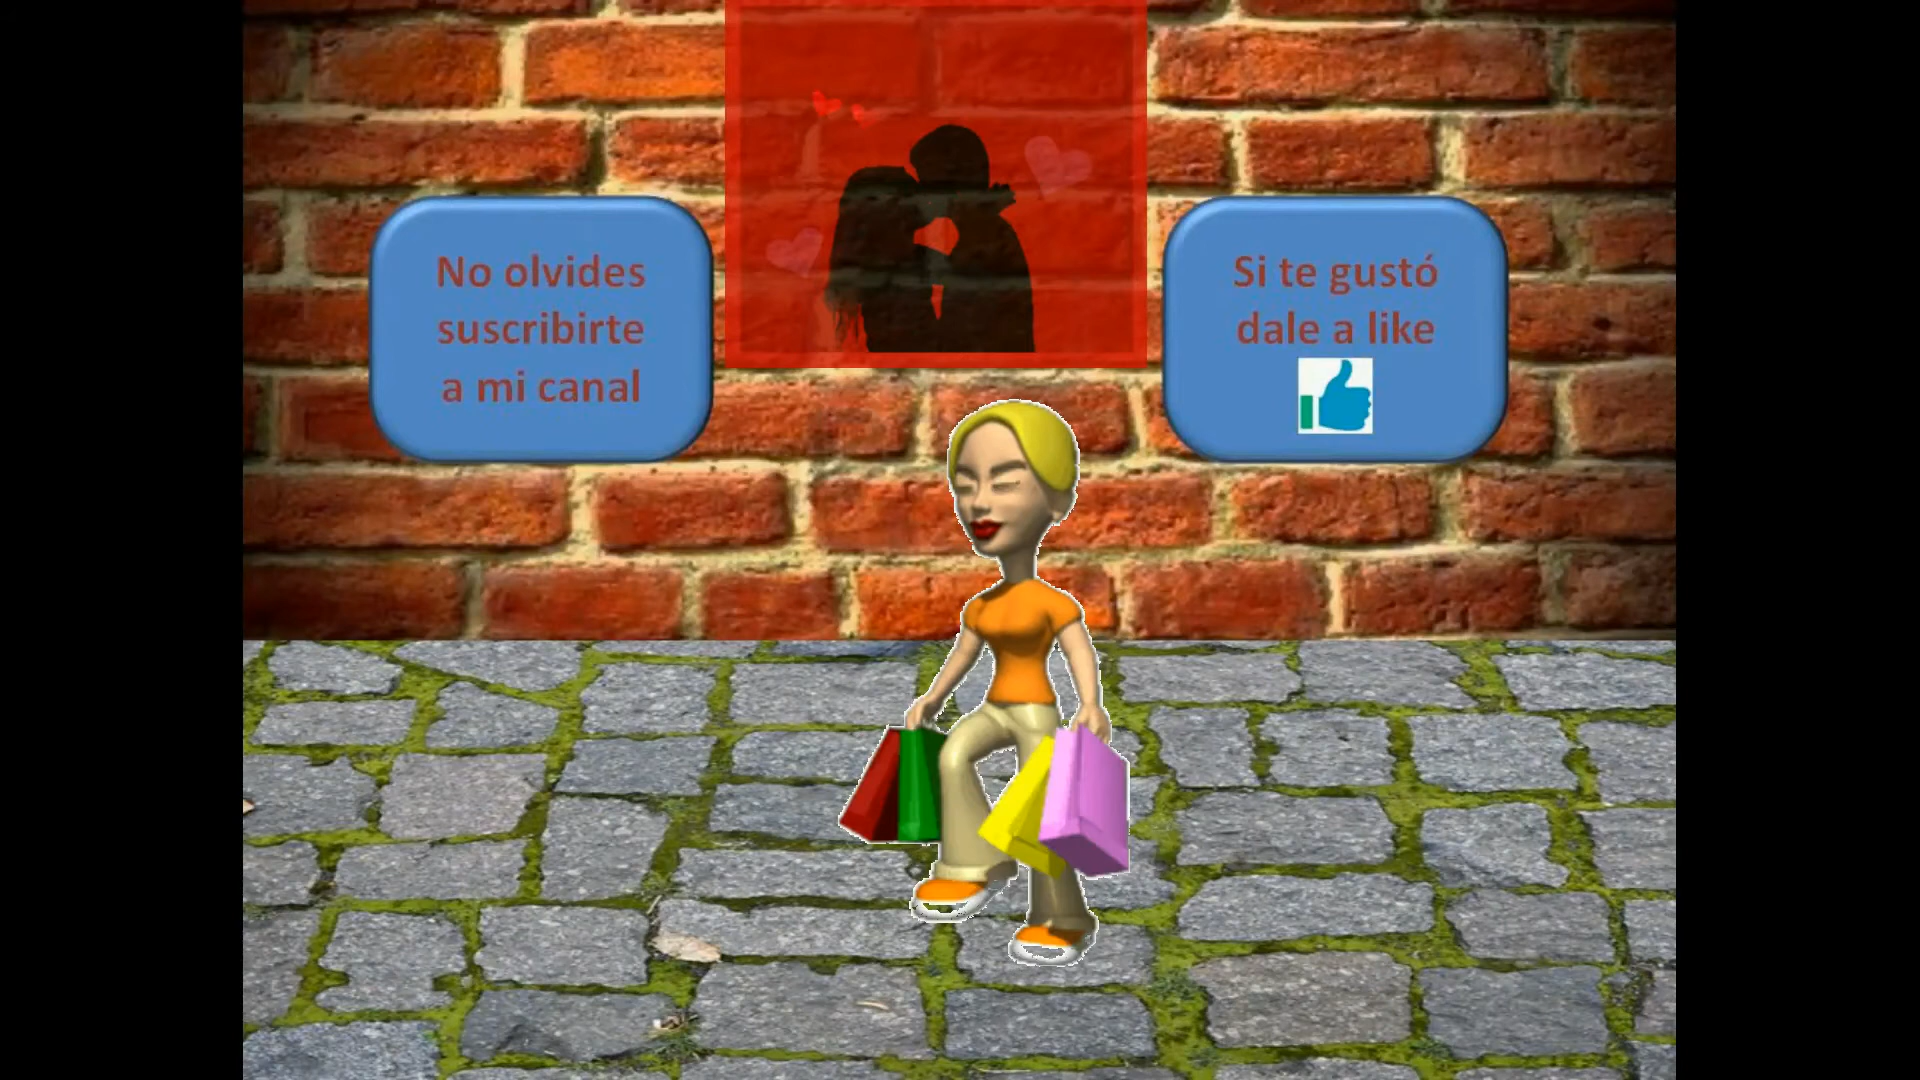 No olvides
suscribirte
a mi canal
Si te gustó
dale a like